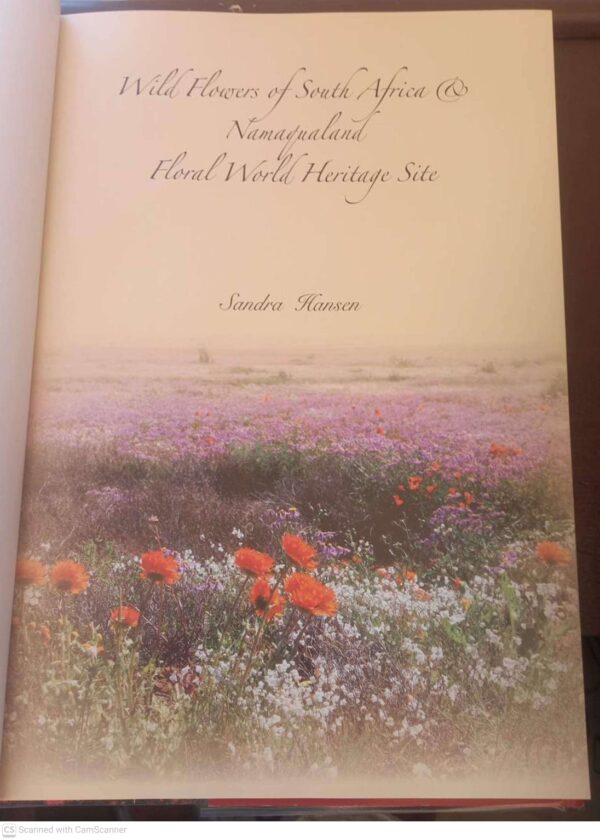 Wild Flowers of South Africa &
Namaqualand
Floral World Heritage Site
Sandra Hansen
CS Scanned with CamScanner